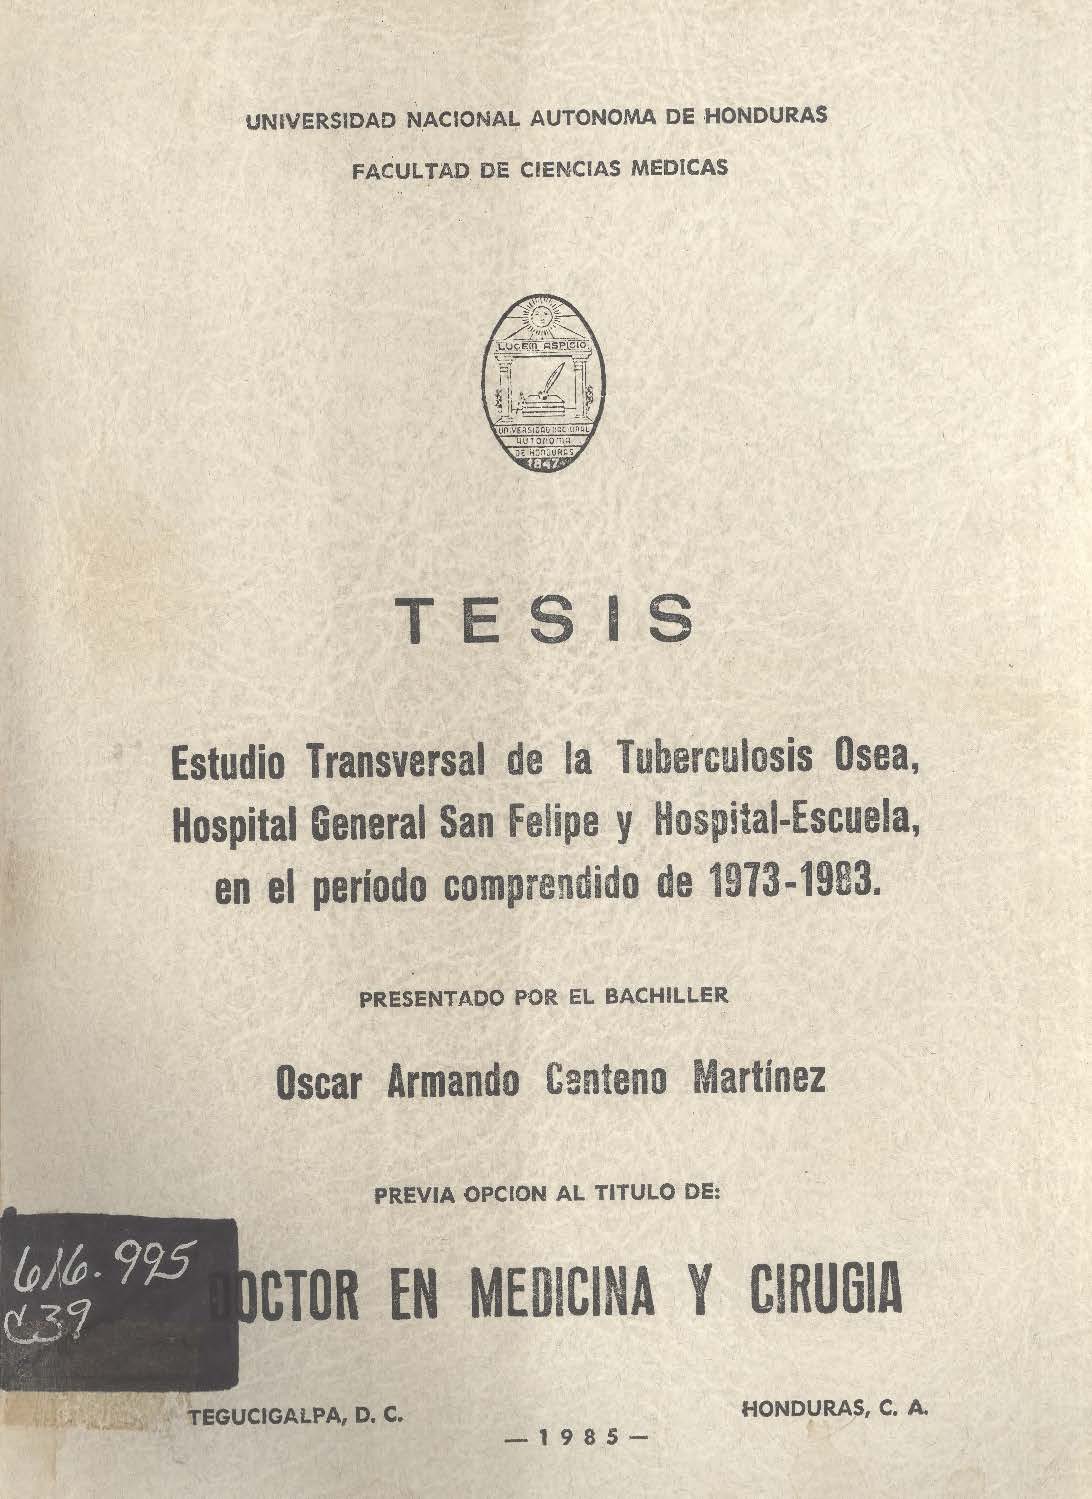 UNIVERSIDAD NACIONAL AUTONOMA DE HONDURAS
FACULTAD DE CIENCIAS MEDICAS
LUCEM ASPICIO
UNIVERSIDAD NACIONAL
AUTONOMA
DE HONDURAS
1847
TESIS
Estudio Transversal de la Tuberculosis Osea,
Hospital General San Felipe y Hospital-Escuela,
en el período comprendido de 1973-1983.
PRESENTADO POR EL BACHILLER
Oscar Armando Centeno Martínez
PREVIA OPCION AL TITULO DE:
DOCTOR EN MEDICINA Y CIRUGIA
616.995
C39
TEGUCIGALPA, D. C.
HONDURAS, C. A.
—1985—